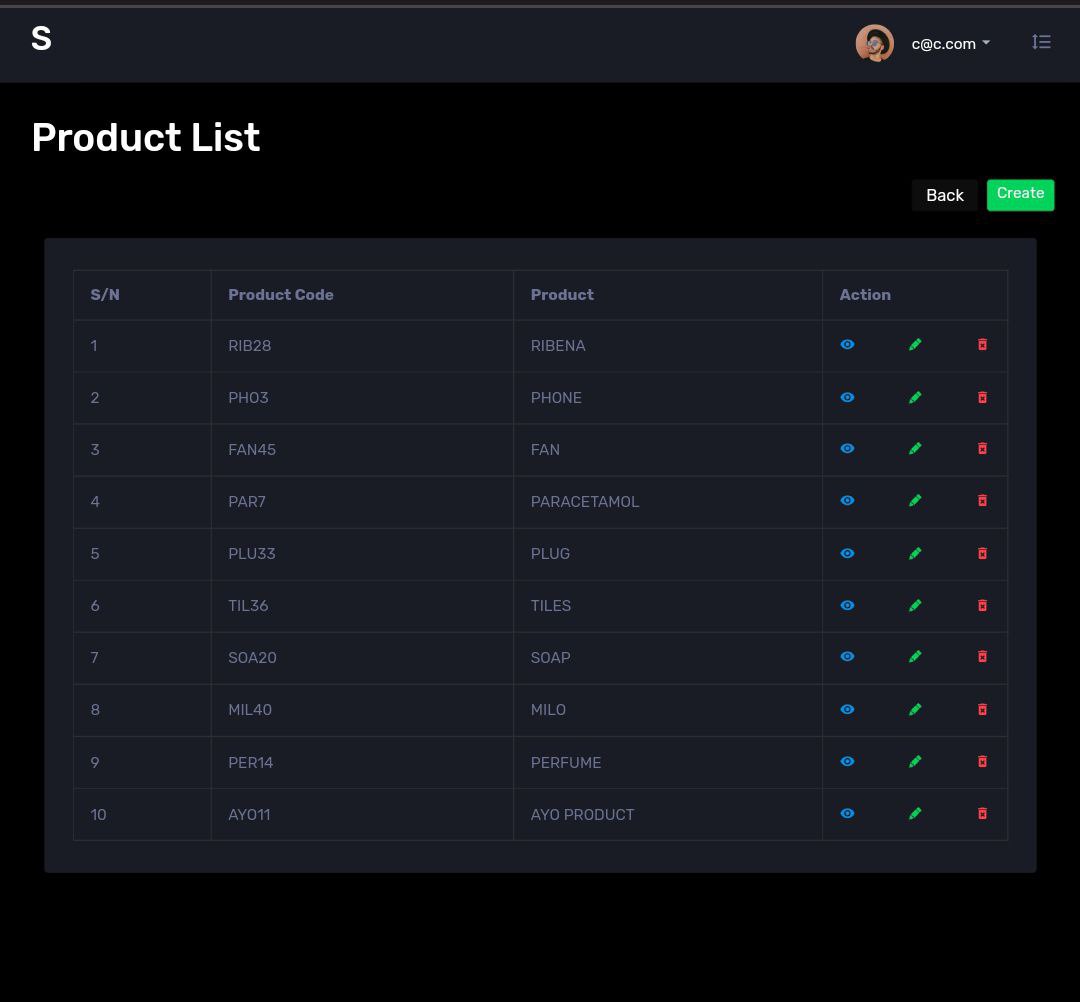 S
c@c.com
Product List
Back Create
S/N Product Code Product Action
1 RIB28 RIBENA
2 PHO3 PHONE
3 FAN45 FAN
4 PAR7 PARACETAMOL
5 PLU33 PLUG
6 TIL36 TILES
7 SOA20 SOAP
8 MIL40 MILO
9 PER14 PERFUME
10 AYO11 AYO PRODUCT